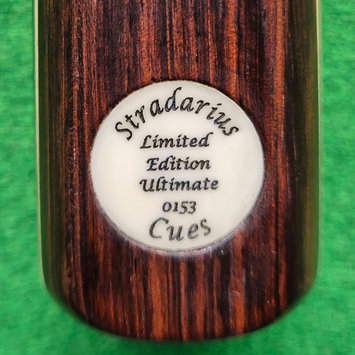 Stradarius
Limited
Edition
Ultimate
0153
Cues